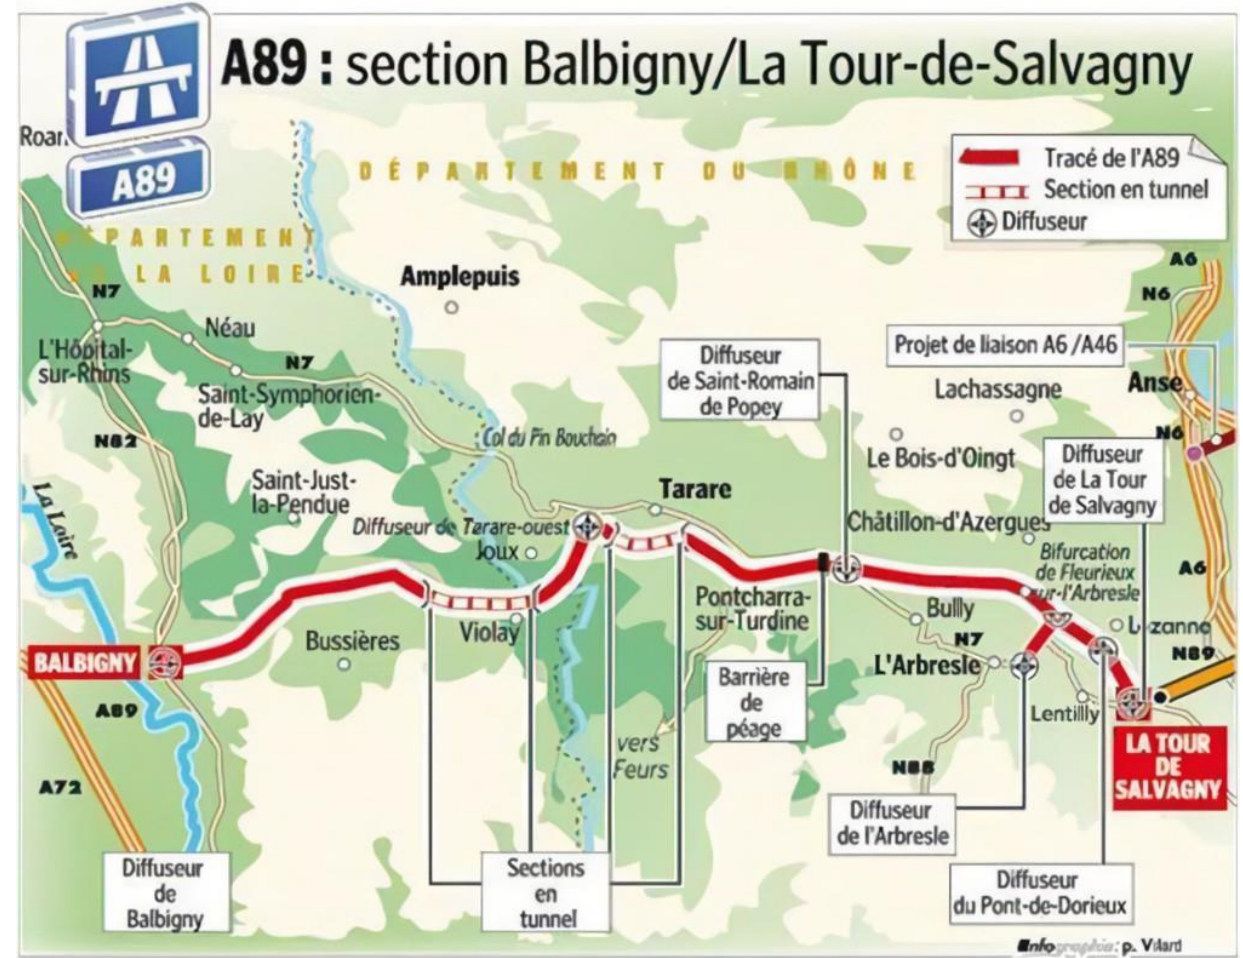 A89 : section Balbigny/La Tour-de-Salvagny
A89
DÉPARTEMENT DU RHÔNE
Tracé de l'A89
Section en tunnel
Diffuseur
LA LOIRE
N7
Amplepuis
A6
N6
Néau
L'Hôpital-
sur-Rhins
N7
Saint-Symphorien-
de-Lay
Diffuseur
de Saint-Romain
de Popey
Projet de liaison A6/A46
Lachassagne
Anse
N82
Col du Pin Bouchain
N6
Le Bois-d'Oingt
Diffuseur
de La Tour
de Salvagny
Saint-Just-
la-Pendue
Tarare
La Loire
Diffuseur de Tarare-ouest
Joux
Châtillon-d'Azergues
Bifurcation
de Fleurieux
sur-l'Arbresle
A6
Pontcharra-
sur-Turdine
Bully
Violay
Bussières
N7
L'Arbresle
N89
BALBIGNY
Barrière
de
péage
Lentilly
A89
vers
Feurs
LA TOUR
DE
SALVAGNY
A72
Diffuseur
de l'Arbresle
Diffuseur
de
Balbigny
Sections
en
tunnel
Diffuseur
du Pont-de-Dorieux
Infographie: p. Vilard